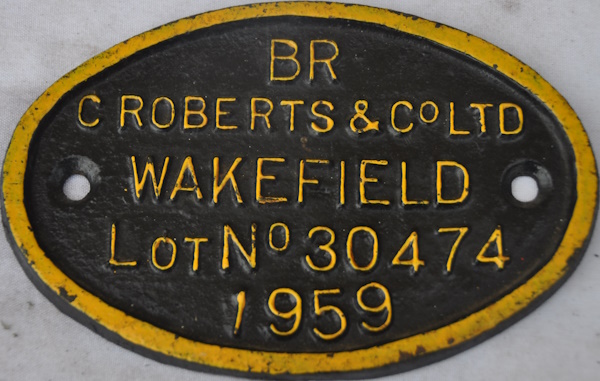 BR
C ROBERTS & Co LTD
WAKEFIELD
LOT No 30474
1959